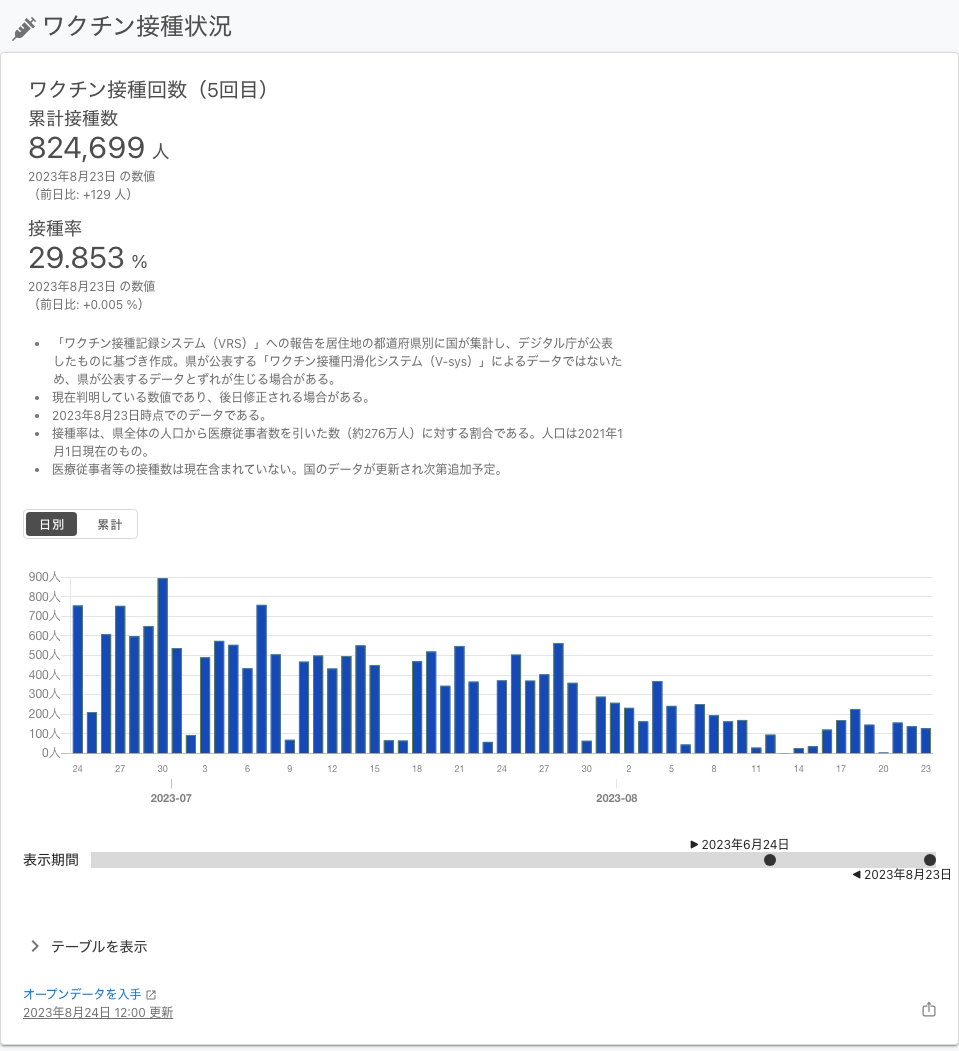 ワクチン接種状況
ワクチン接種回数（5回目）
累計接種数
824,699 人
2023年8月23日 の数値
（前日比: +129 人）
接種率
29.853 %
2023年8月23日 の数値
（前日比: +0.005 %）
• 「ワクチン接種記録システム（VRS）」への報告を居住地の都道府県別に国が集計し、デジタル庁が公表
したものに基づき作成。県が公表する「ワクチン接種円滑化システム（V-sys）」によるデータではないた
め、県が公表するデータとずれが生じる場合がある。
• 現在判明している数値であり、後日修正される場合がある。
• 2023年8月23日時点でのデータである。
• 接種率は、県全体の人口から医療従事者数を引いた数（約276万人）に対する割合である。人口は2021年1
月1日現在のもの。
• 医療従事者等の接種数は現在含まれていない。国のデータが更新され次第追加予定。
日別 累計
900人
800人
700人
600人
500人
400人
300人
200人
100人
0人
24 27 30 3 6 9 12 15 18 21 24 27 30 2 5 8 11 14 17 20 23
2023-07 2023-08
▶ 2023年6月24日
表示期間
◀ 2023年8月23日
テーブルを表示
オープンデータを入手
2023年8月24日 12:00 更新